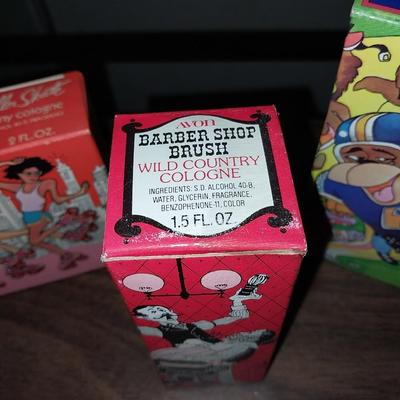 AVON
BARBER SHOP
BRUSH
WILD COUNTRY
COLOGNE
INGREDIENTS: S.D. ALCOHOL 40-B,
WATER, GLYCERIN, FRAGRANCE,
BENZOPHENONE-11, COLOR
1.5 FL. OZ.
Skate
cologne
2 FL. OZ.